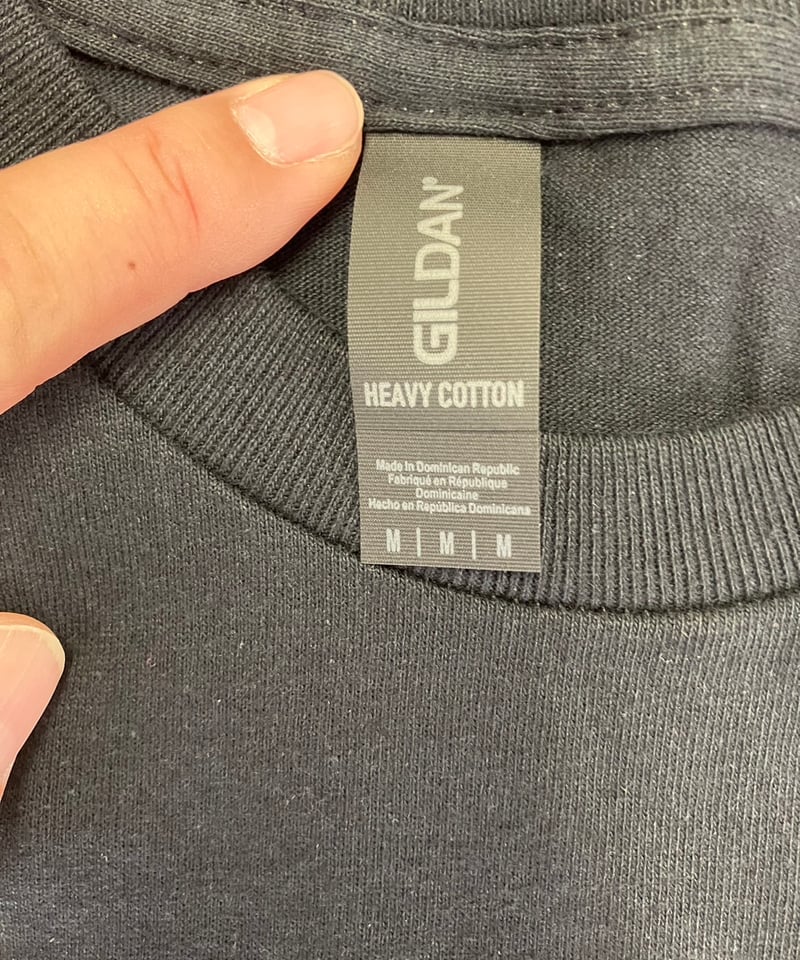 GILDAN®
HEAVY COTTON
Made in Dominican Republic
Fabriqué en République
Dominicaine
Hecho en República Dominicana
M | M | M